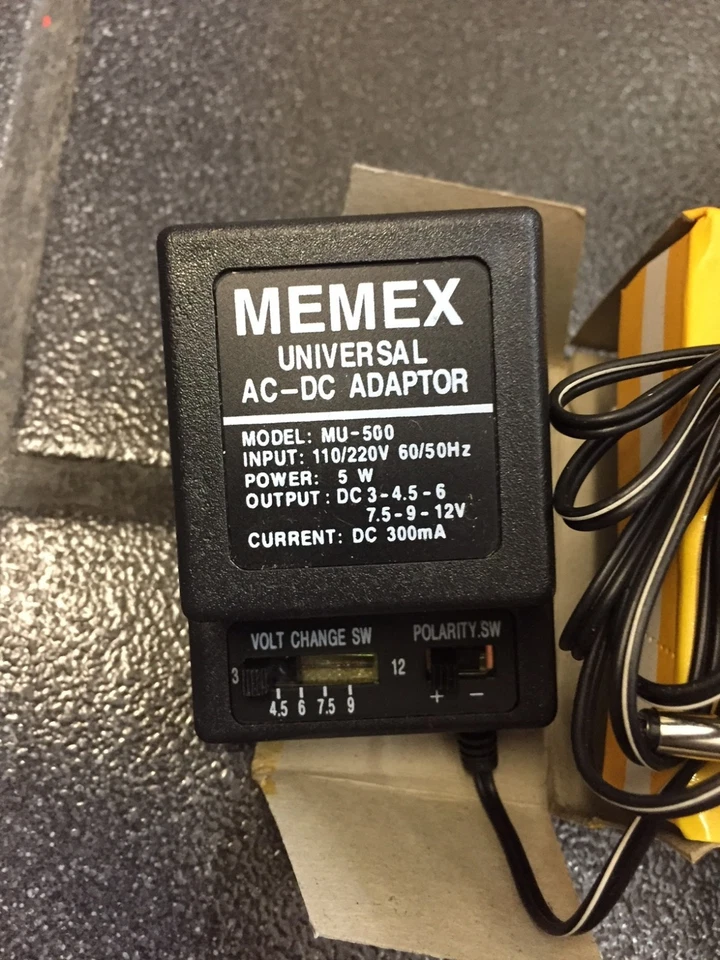 MEMEX
UNIVERSAL
AC-DC ADAPTOR
MODEL: MU-500
INPUT: 110/220V 60/50Hz
POWER: 5 W
OUTPUT: DC 3-4.5-6
7.5-9-12V
CURRENT: DC 300mA
VOLT CHANGE SW
POLARITY.SW
3 12
4.5 6 7.5 9
+ −